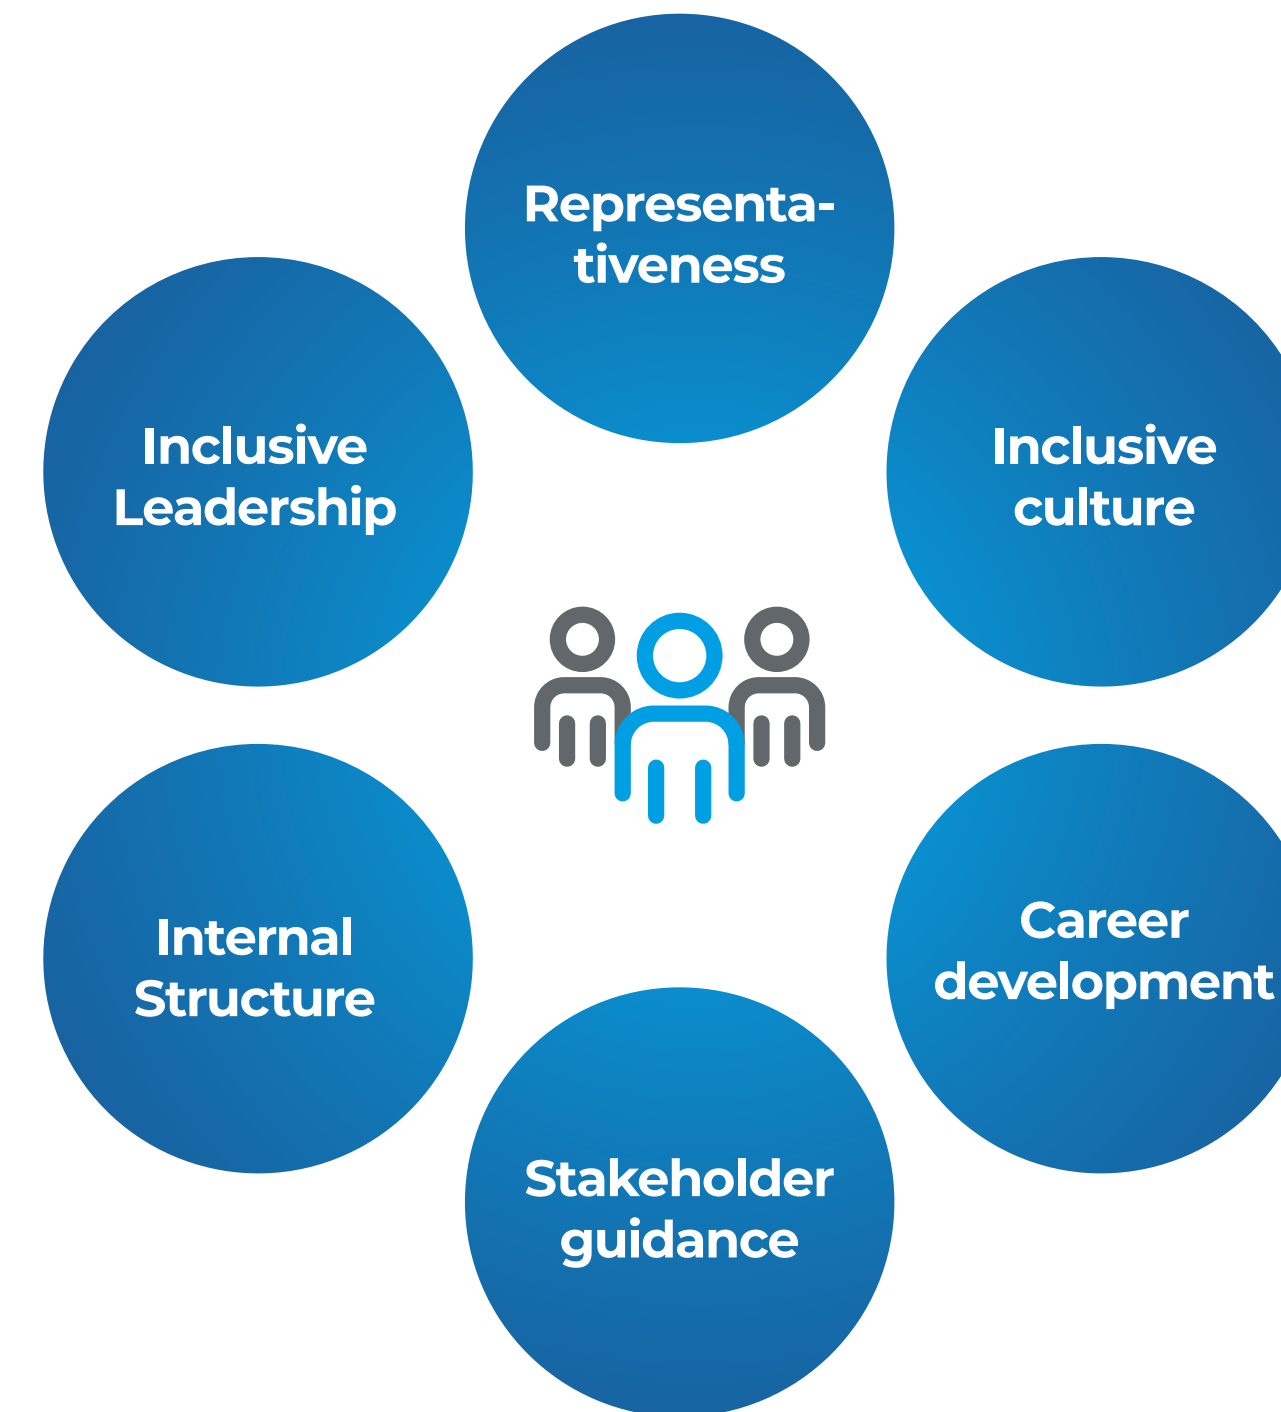 Representa-
tiveness
Inclusive
Leadership
Inclusive
culture
Internal
Structure
Career
development
Stakeholder
guidance